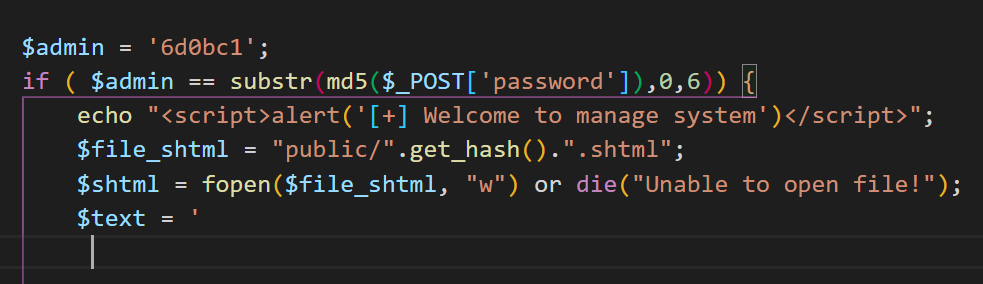 $admin = '6d0bc1';
if ( $admin == substr(md5($_POST['password']),0,6)) {
echo "<script>alert('[+] Welcome to manage system')</script>";
$file_shtml = "public/".get_hash().".shtml";
$shtml = fopen($file_shtml, "w") or die("Unable to open file!");
$text = '